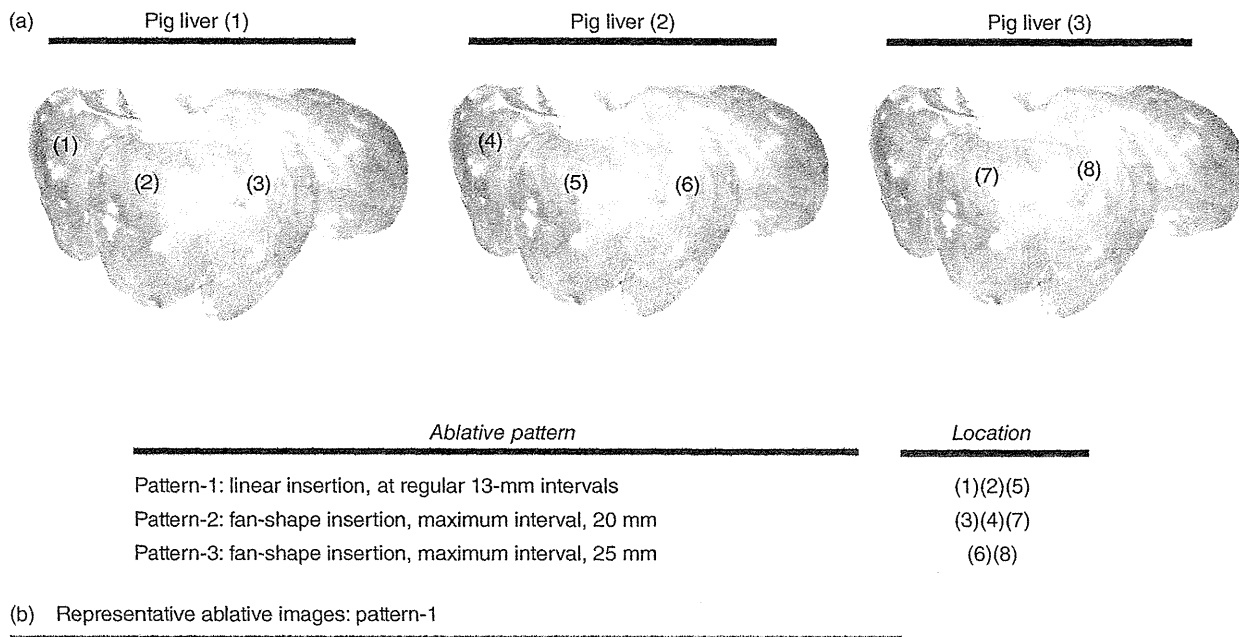 (a) Pig liver (1) Pig liver (2) Pig liver (3)
(1) (2) (3) (4) (5) (6) (7) (8)
Ablative pattern Location
Pattern-1: linear insertion, at regular 13-mm intervals (1)(2)(5)
Pattern-2: fan-shape insertion, maximum interval, 20 mm (3)(4)(7)
Pattern-3: fan-shape insertion, maximum interval, 25 mm (6)(8)
(b) Representative ablative images: pattern-1